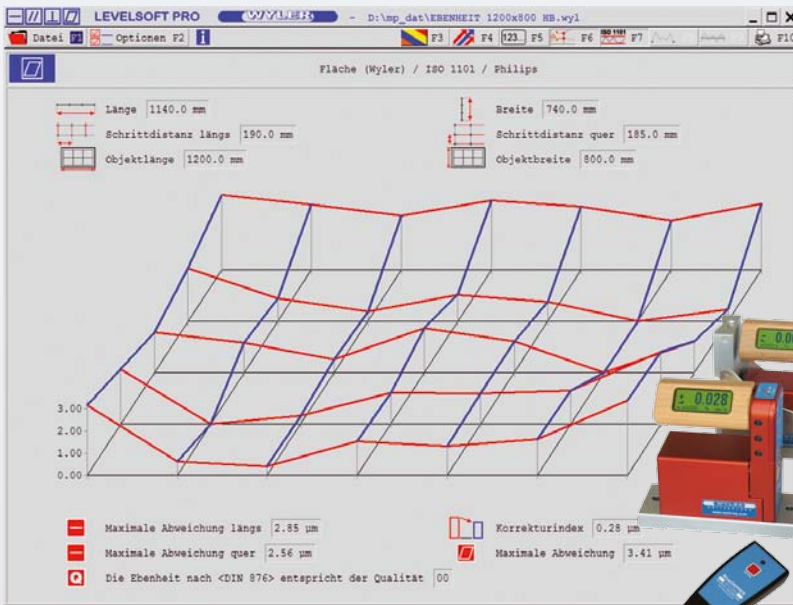 LEVELSOFT PRO WYLER - D:\mp_dat\EBENHEIT 1200x800 HB.wyl
Datei F1 Optionen F2 i F3 F4 123... F5 F6 ISO 1101 F7 F10
Fläche (Wyler) / ISO 1101 / Philips
Länge 1140.0 mm Breite 740.0 mm
Schrittdistanz längs 190.0 mm Schrittdistanz quer 185.0 mm
Objektlänge 1200.0 mm Objektbreite 800.0 mm
3.00
2.00
1.00
0.00
± 0.028
WYLER
Maximale Abweichung längs 2.85 µm Korrekturindex 0.28 µm
Maximale Abweichung quer 2.56 µm Maximale Abweichung 3.41 µm
Q Die Ebenheit nach <DIN 876> entspricht der Qualität 00